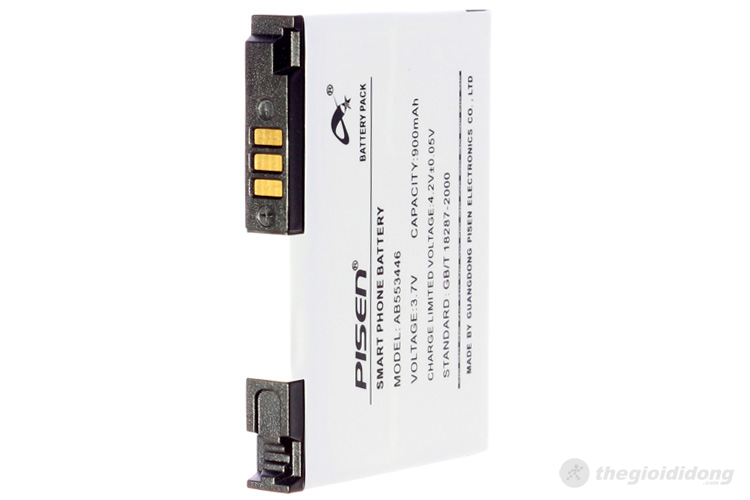 PISEN®
SMART PHONE BATTERY
MODEL: AB553446
VOLTAGE:3.7V CAPACITY:900mAh
CHARGE LIMITED VOLTAGE:4.2V±0.05V
STANDARD: GB/T 18287-2000
MADE BY GUANGDONG PISEN ELECTRONICS CO., LTD
®
BATTERY PACK
thegioididong